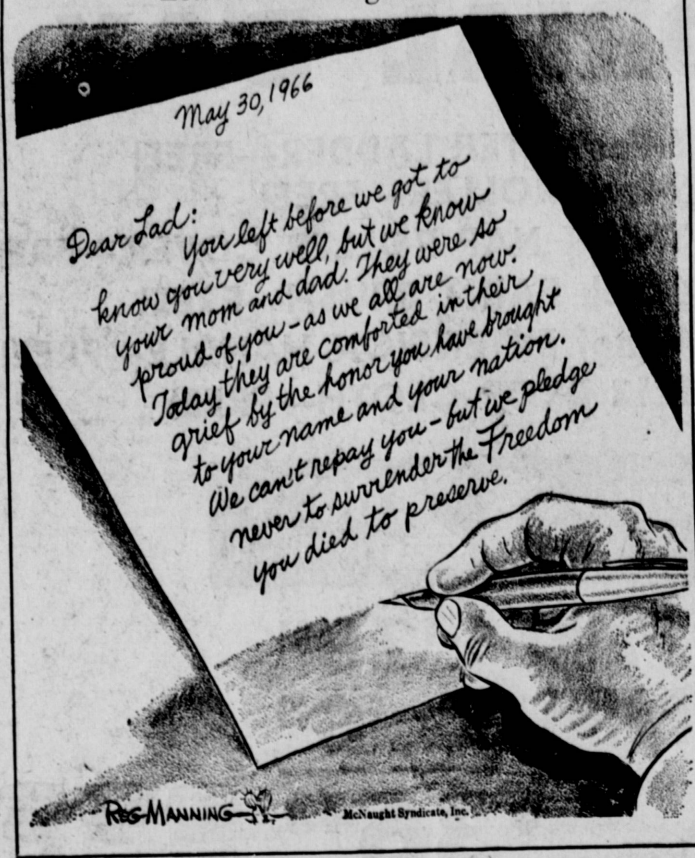 May 30, 1966
Dear Lad:
You left before we got to
know you very well, but we know
your mom and dad. They were so
proud of you - as we all are now.
Today they are comforted in their
grief by the honor you have brought
to your name and your nation.
We can't repay you - but we pledge
never to surrender the Freedom
you died to preserve.
REG MANNING
McNaught Syndicate, Inc.